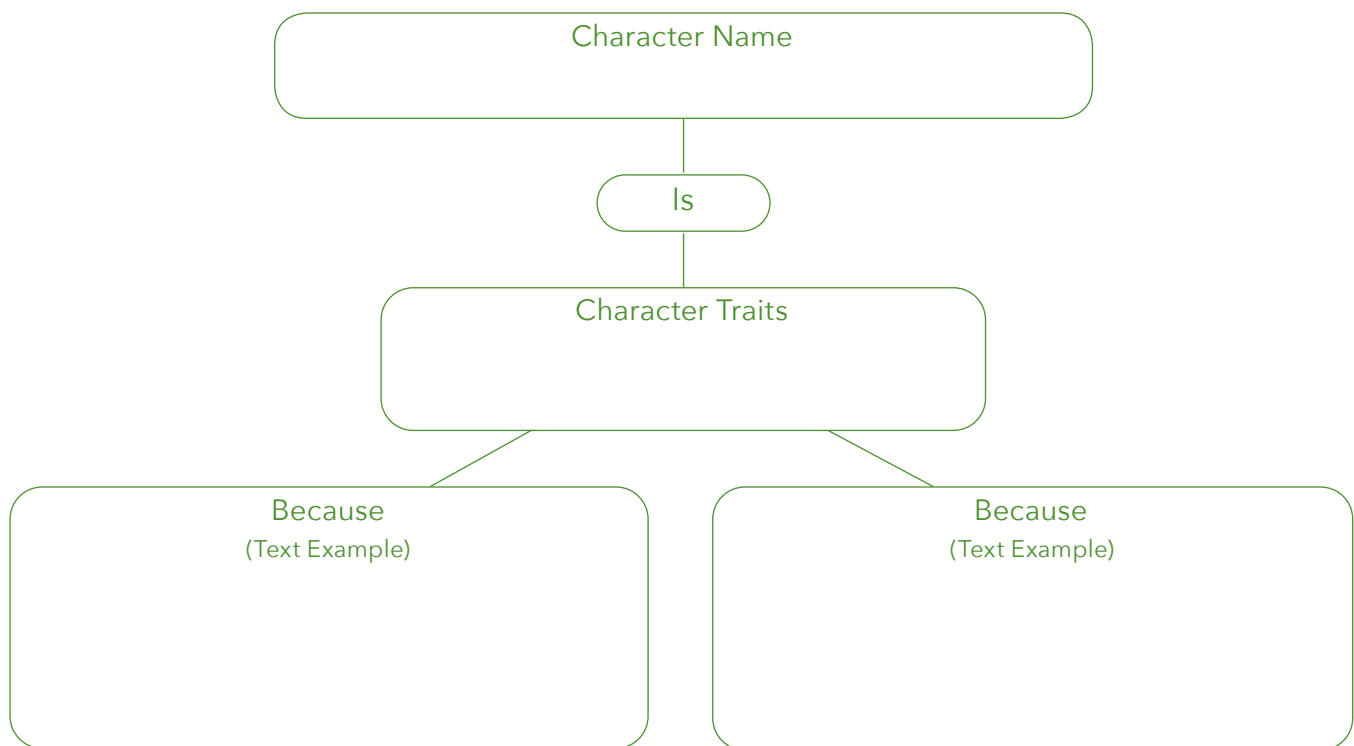 Character Name
Is
Character Traits
Because
(Text Example)
Because
(Text Example)